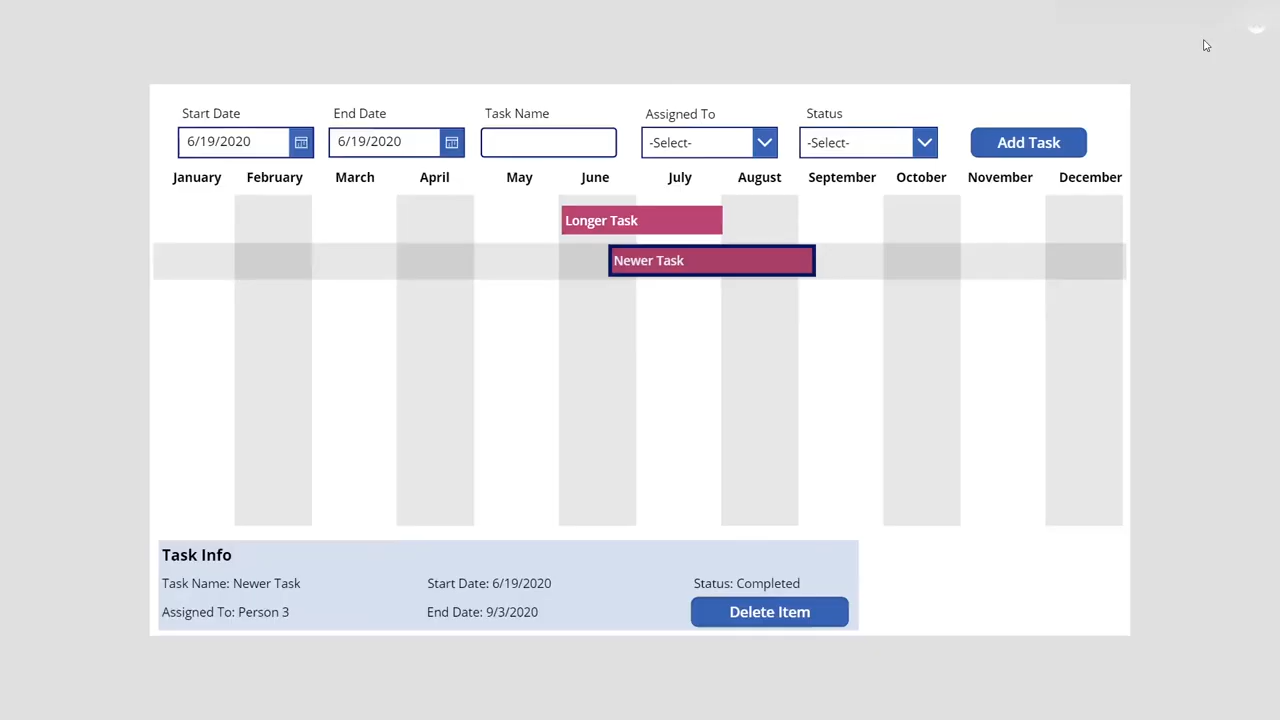 Start Date End Date Task Name Assigned To Status
6/19/2020 6/19/2020 -Select- -Select- Add Task
January February March April May June July August September October November December
Longer Task
Newer Task
Task Info
Task Name: Newer Task Start Date: 6/19/2020 Status: Completed
Assigned To: Person 3 End Date: 9/3/2020 Delete Item